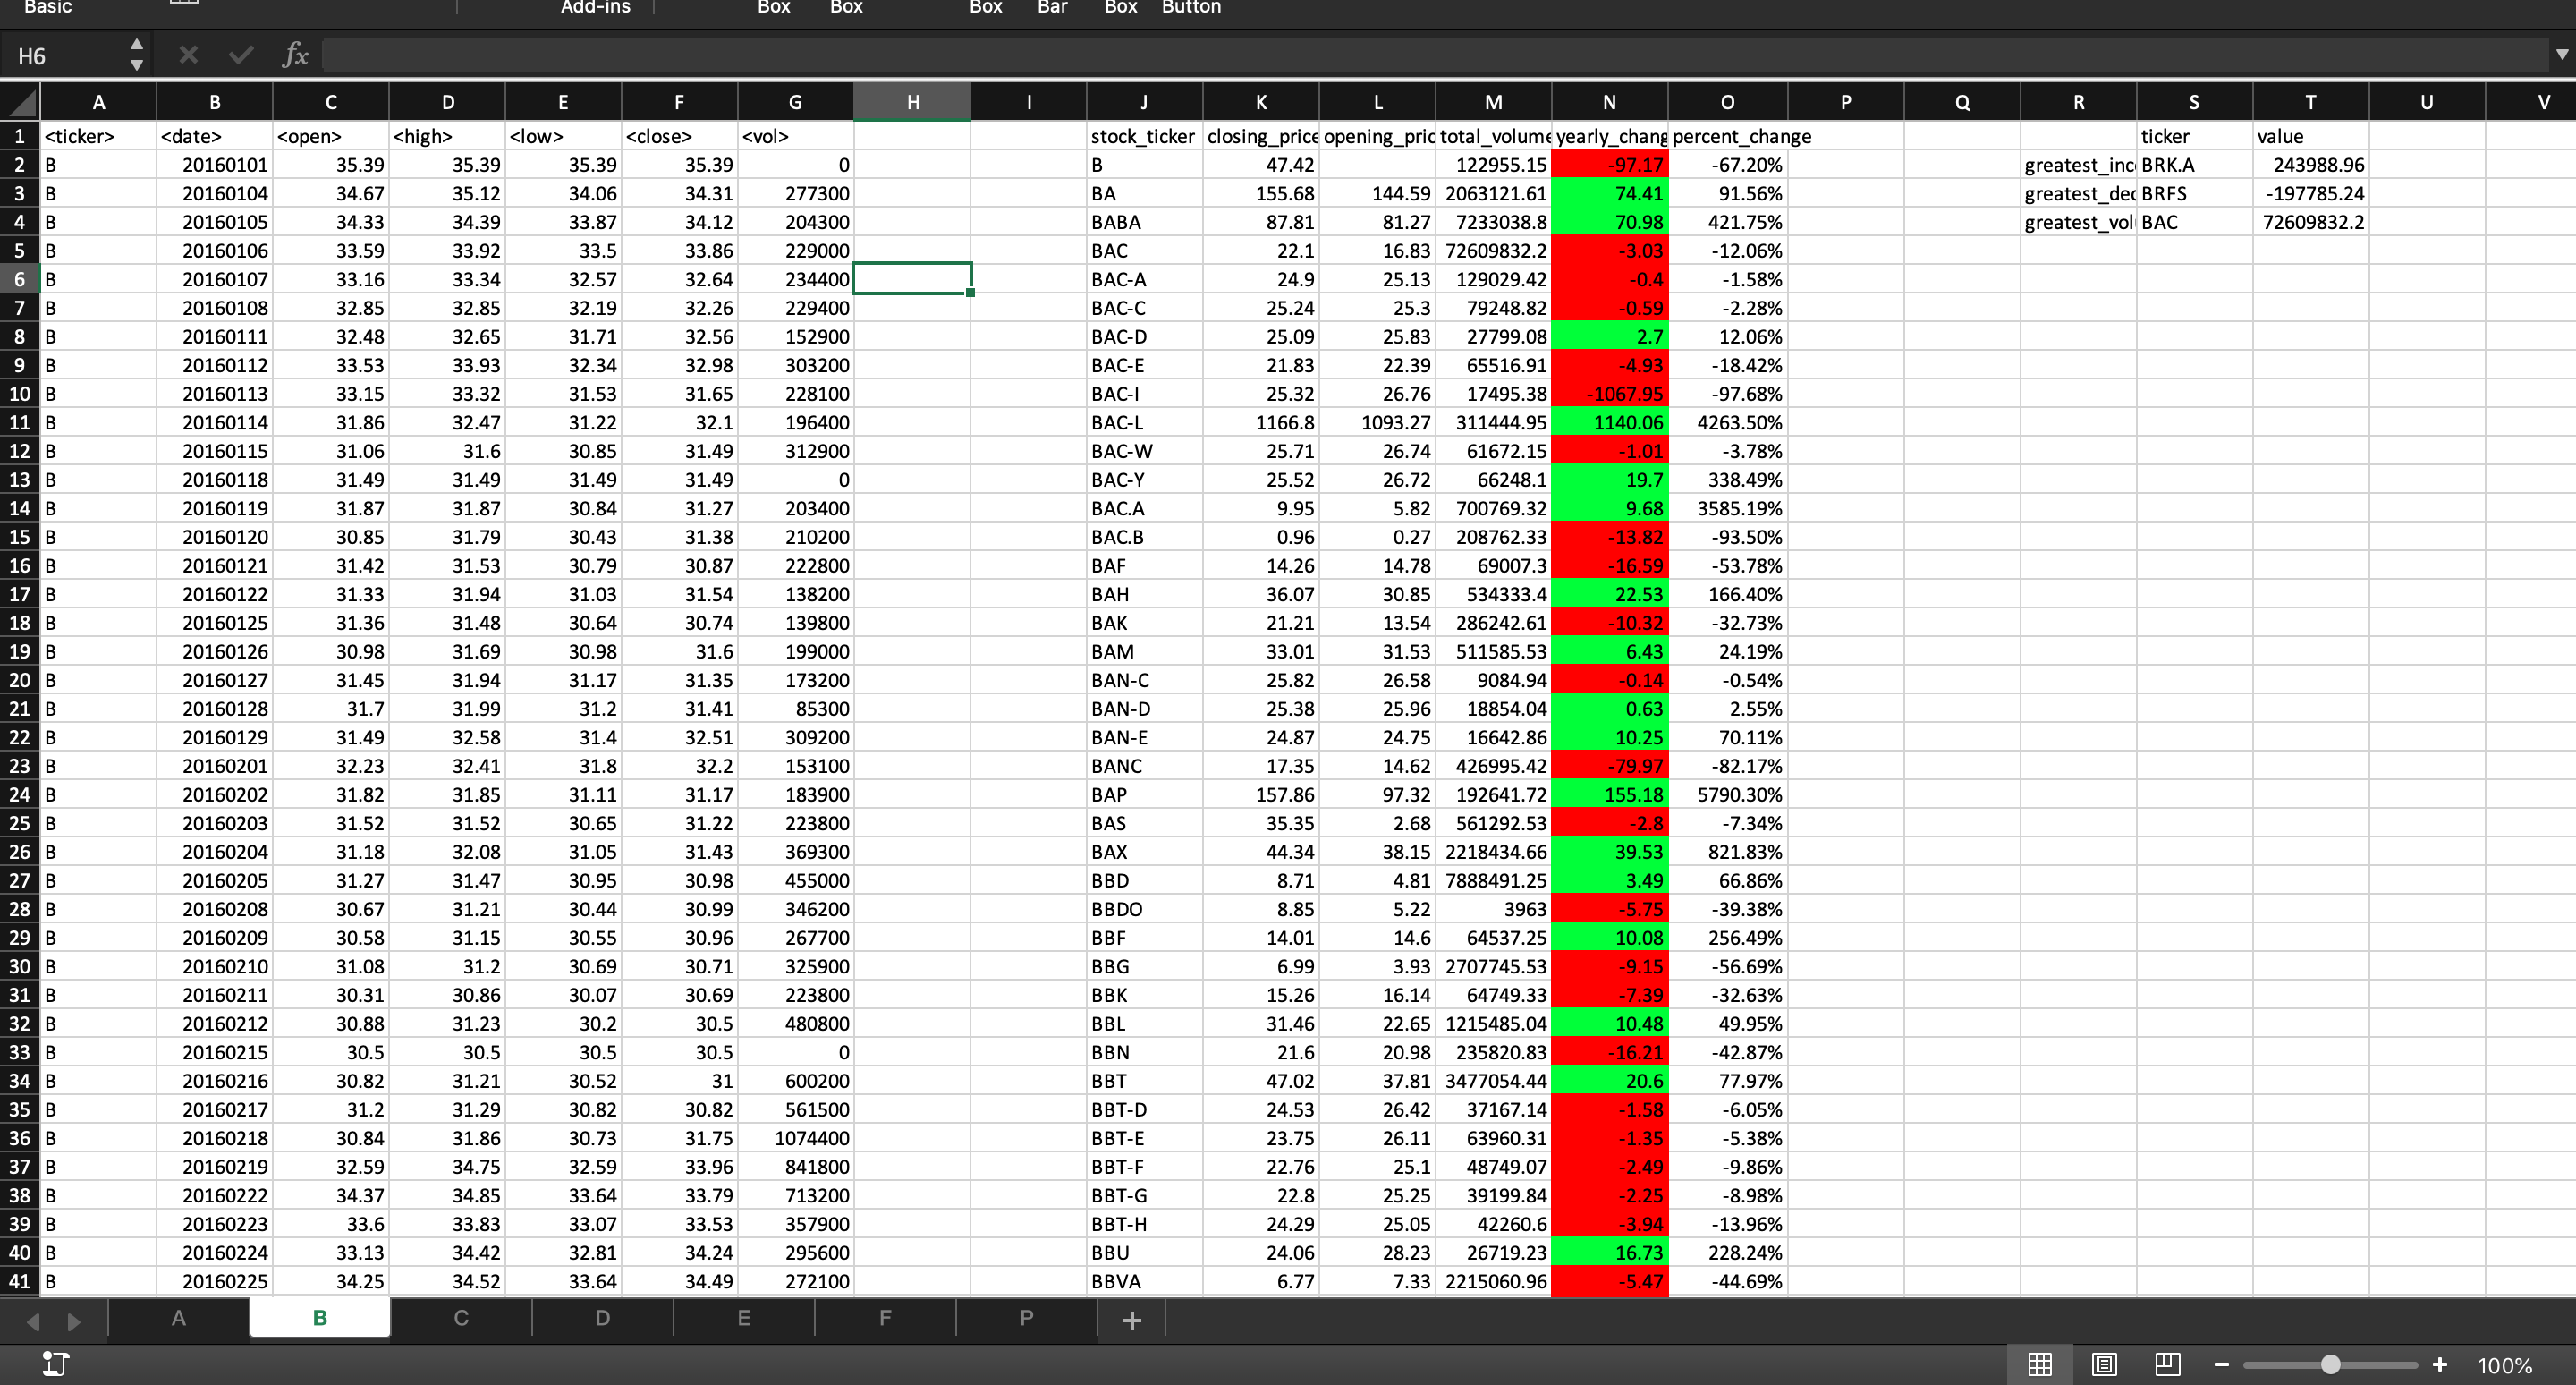 Basic Add-ins Box Box Box Bar Box Button
H6 fx
A B C D E F G H I J K L M N O P Q R S T U V
1 <ticker> <date> <open> <high> <low> <close> <vol> stock_ticker closing_price opening_pric total_volume yearly_chang percent_change ticker value
2 B 20160101 35.39 35.39 35.39 35.39 0 B 47.42 122955.15 -97.17 -67.20% greatest_inc BRK.A 243988.96
3 B 20160104 34.67 35.12 34.06 34.31 277300 BA 155.68 144.59 2063121.61 74.41 91.56% greatest_dec BRFS -197785.24
4 B 20160105 34.33 34.39 33.87 34.12 204300 BABA 87.81 81.27 7233038.8 70.98 421.75% greatest_vol BAC 72609832.2
5 B 20160106 33.59 33.92 33.5 33.86 229000 BAC 22.1 16.83 72609832.2 -3.03 -12.06%
6 B 20160107 33.16 33.34 32.57 32.64 234400 BAC-A 24.9 25.13 129029.42 -0.4 -1.58%
7 B 20160108 32.85 32.85 32.19 32.26 229400 BAC-C 25.24 25.3 79248.82 -0.59 -2.28%
8 B 20160111 32.48 32.65 31.71 32.56 152900 BAC-D 25.09 25.83 27799.08 2.7 12.06%
9 B 20160112 33.53 33.93 32.34 32.98 303200 BAC-E 21.83 22.39 65516.91 -4.93 -18.42%
10 B 20160113 33.15 33.32 31.53 31.65 228100 BAC-I 25.32 26.76 17495.38 -1067.95 -97.68%
11 B 20160114 31.86 32.47 31.22 32.1 196400 BAC-L 1166.8 1093.27 311444.95 1140.06 4263.50%
12 B 20160115 31.06 31.6 30.85 31.49 312900 BAC-W 25.71 26.74 61672.15 -1.01 -3.78%
13 B 20160118 31.49 31.49 31.49 31.49 0 BAC-Y 25.52 26.72 66248.1 19.7 338.49%
14 B 20160119 31.87 31.87 30.84 31.27 203400 BAC.A 9.95 5.82 700769.32 9.68 3585.19%
15 B 20160120 30.85 31.79 30.43 31.38 210200 BAC.B 0.96 0.27 208762.33 -13.82 -93.50%
16 B 20160121 31.42 31.53 30.79 30.87 222800 BAF 14.26 14.78 69007.3 -16.59 -53.78%
17 B 20160122 31.33 31.94 31.03 31.54 138200 BAH 36.07 30.85 534333.4 22.53 166.40%
18 B 20160125 31.36 31.48 30.64 30.74 139800 BAK 21.21 13.54 286242.61 -10.32 -32.73%
19 B 20160126 30.98 31.69 30.98 31.6 199000 BAM 33.01 31.53 511585.53 6.43 24.19%
20 B 20160127 31.45 31.94 31.17 31.35 173200 BAN-C 25.82 26.58 9084.94 -0.14 -0.54%
21 B 20160128 31.7 31.99 31.2 31.41 85300 BAN-D 25.38 25.96 18854.04 0.63 2.55%
22 B 20160129 31.49 32.58 31.4 32.51 309200 BAN-E 24.87 24.75 16642.86 10.25 70.11%
23 B 20160201 32.23 32.41 31.8 32.2 153100 BANC 17.35 14.62 426995.42 -79.97 -82.17%
24 B 20160202 31.82 31.85 31.11 31.17 183900 BAP 157.86 97.32 192641.72 155.18 5790.30%
25 B 20160203 31.52 31.52 30.65 31.22 223800 BAS 35.35 2.68 561292.53 -2.8 -7.34%
26 B 20160204 31.18 32.08 31.05 31.43 369300 BAX 44.34 38.15 2218434.66 39.53 821.83%
27 B 20160205 31.27 31.47 30.95 30.98 455000 BBD 8.71 4.81 7888491.25 3.49 66.86%
28 B 20160208 30.67 31.21 30.44 30.99 346200 BBDO 8.85 5.22 3963 -5.75 -39.38%
29 B 20160209 30.58 31.15 30.55 30.96 267700 BBF 14.01 14.6 64537.25 10.08 256.49%
30 B 20160210 31.08 31.2 30.69 30.71 325900 BBG 6.99 3.93 2707745.53 -9.15 -56.69%
31 B 20160211 30.31 30.86 30.07 30.69 223800 BBK 15.26 16.14 64749.33 -7.39 -32.63%
32 B 20160212 30.88 31.23 30.2 30.5 480800 BBL 31.46 22.65 1215485.04 10.48 49.95%
33 B 20160215 30.5 30.5 30.5 30.5 0 BBN 21.6 20.98 235820.83 -16.21 -42.87%
34 B 20160216 30.82 31.21 30.52 31 600200 BBT 47.02 37.81 3477054.44 20.6 77.97%
35 B 20160217 31.2 31.29 30.82 30.82 561500 BBT-D 24.53 26.42 37167.14 -1.58 -6.05%
36 B 20160218 30.84 31.86 30.73 31.75 1074400 BBT-E 23.75 26.11 63960.31 -1.35 -5.38%
37 B 20160219 32.59 34.75 32.59 33.96 841800 BBT-F 22.76 25.1 48749.07 -2.49 -9.86%
38 B 20160222 34.37 34.85 33.64 33.79 713200 BBT-G 22.8 25.25 39199.84 -2.25 -8.98%
39 B 20160223 33.6 33.83 33.07 33.53 357900 BBT-H 24.29 25.05 42260.6 -3.94 -13.96%
40 B 20160224 33.13 34.42 32.81 34.24 295600 BBU 24.06 28.23 26719.23 16.73 228.24%
41 B 20160225 34.25 34.52 33.64 34.49 272100 BBVA 6.77 7.33 2215060.96 -5.47 -44.69%
A B C D E F P +
100%